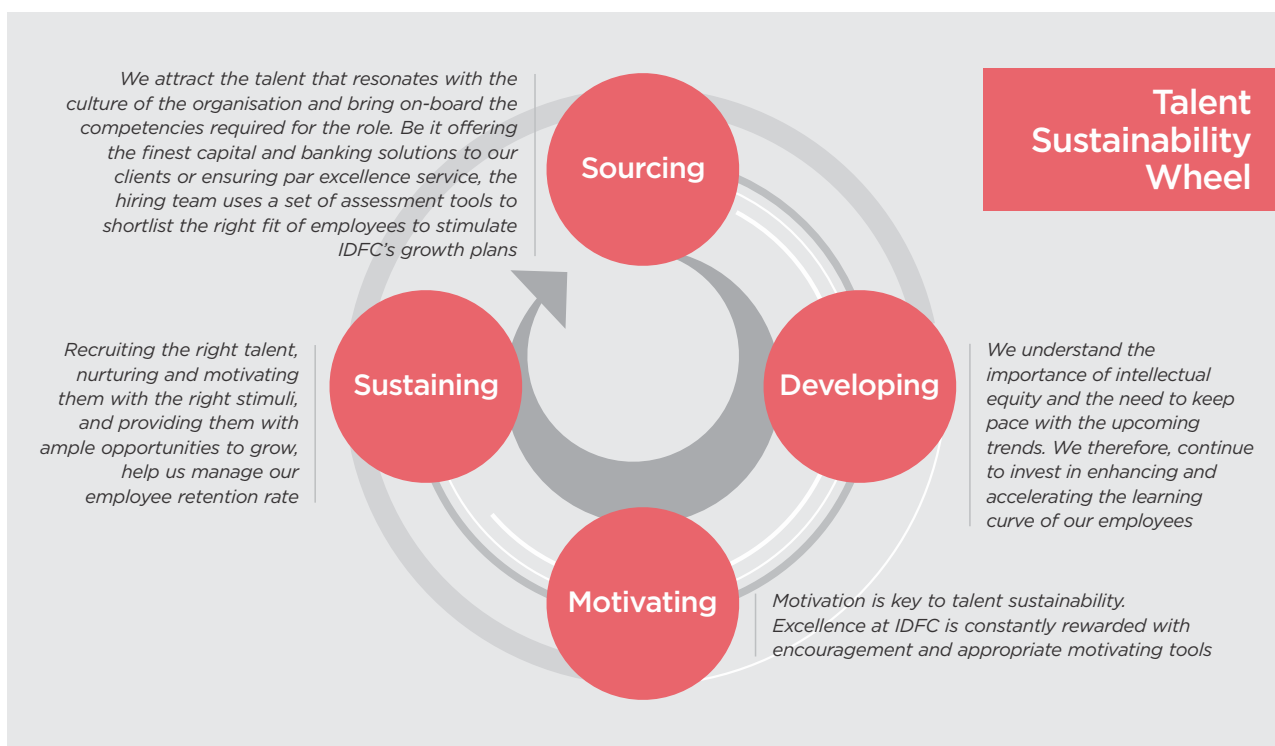 Talent
Sustainability
Wheel
We attract the talent that resonates with the
culture of the organisation and bring on-board the
competencies required for the role. Be it offering
the finest capital and banking solutions to our
clients or ensuring par excellence service, the
hiring team uses a set of assessment tools to
shortlist the right fit of employees to stimulate
IDFC's growth plans
Sourcing
Developing
We understand the
importance of intellectual
equity and the need to keep
pace with the upcoming
trends. We therefore, continue
to invest in enhancing and
accelerating the learning
curve of our employees
Motivating
Motivation is key to talent sustainability.
Excellence at IDFC is constantly rewarded with
encouragement and appropriate motivating tools
Sustaining
Recruiting the right talent,
nurturing and motivating
them with the right stimuli,
and providing them with
ample opportunities to grow,
help us manage our
employee retention rate